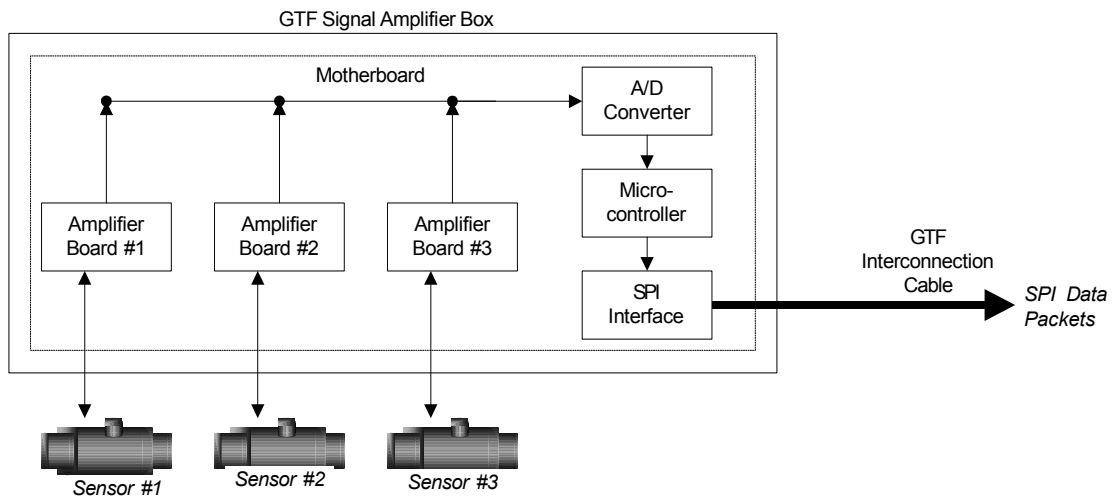 GTF Signal Amplifier Box
Motherboard
A/D
Converter
Micro-
controller
Amplifier
Board #1
Amplifier
Board #2
Amplifier
Board #3
SPI
Interface
GTF
Interconnection
Cable
SPI Data
Packets
Sensor #1
Sensor #2
Sensor #3